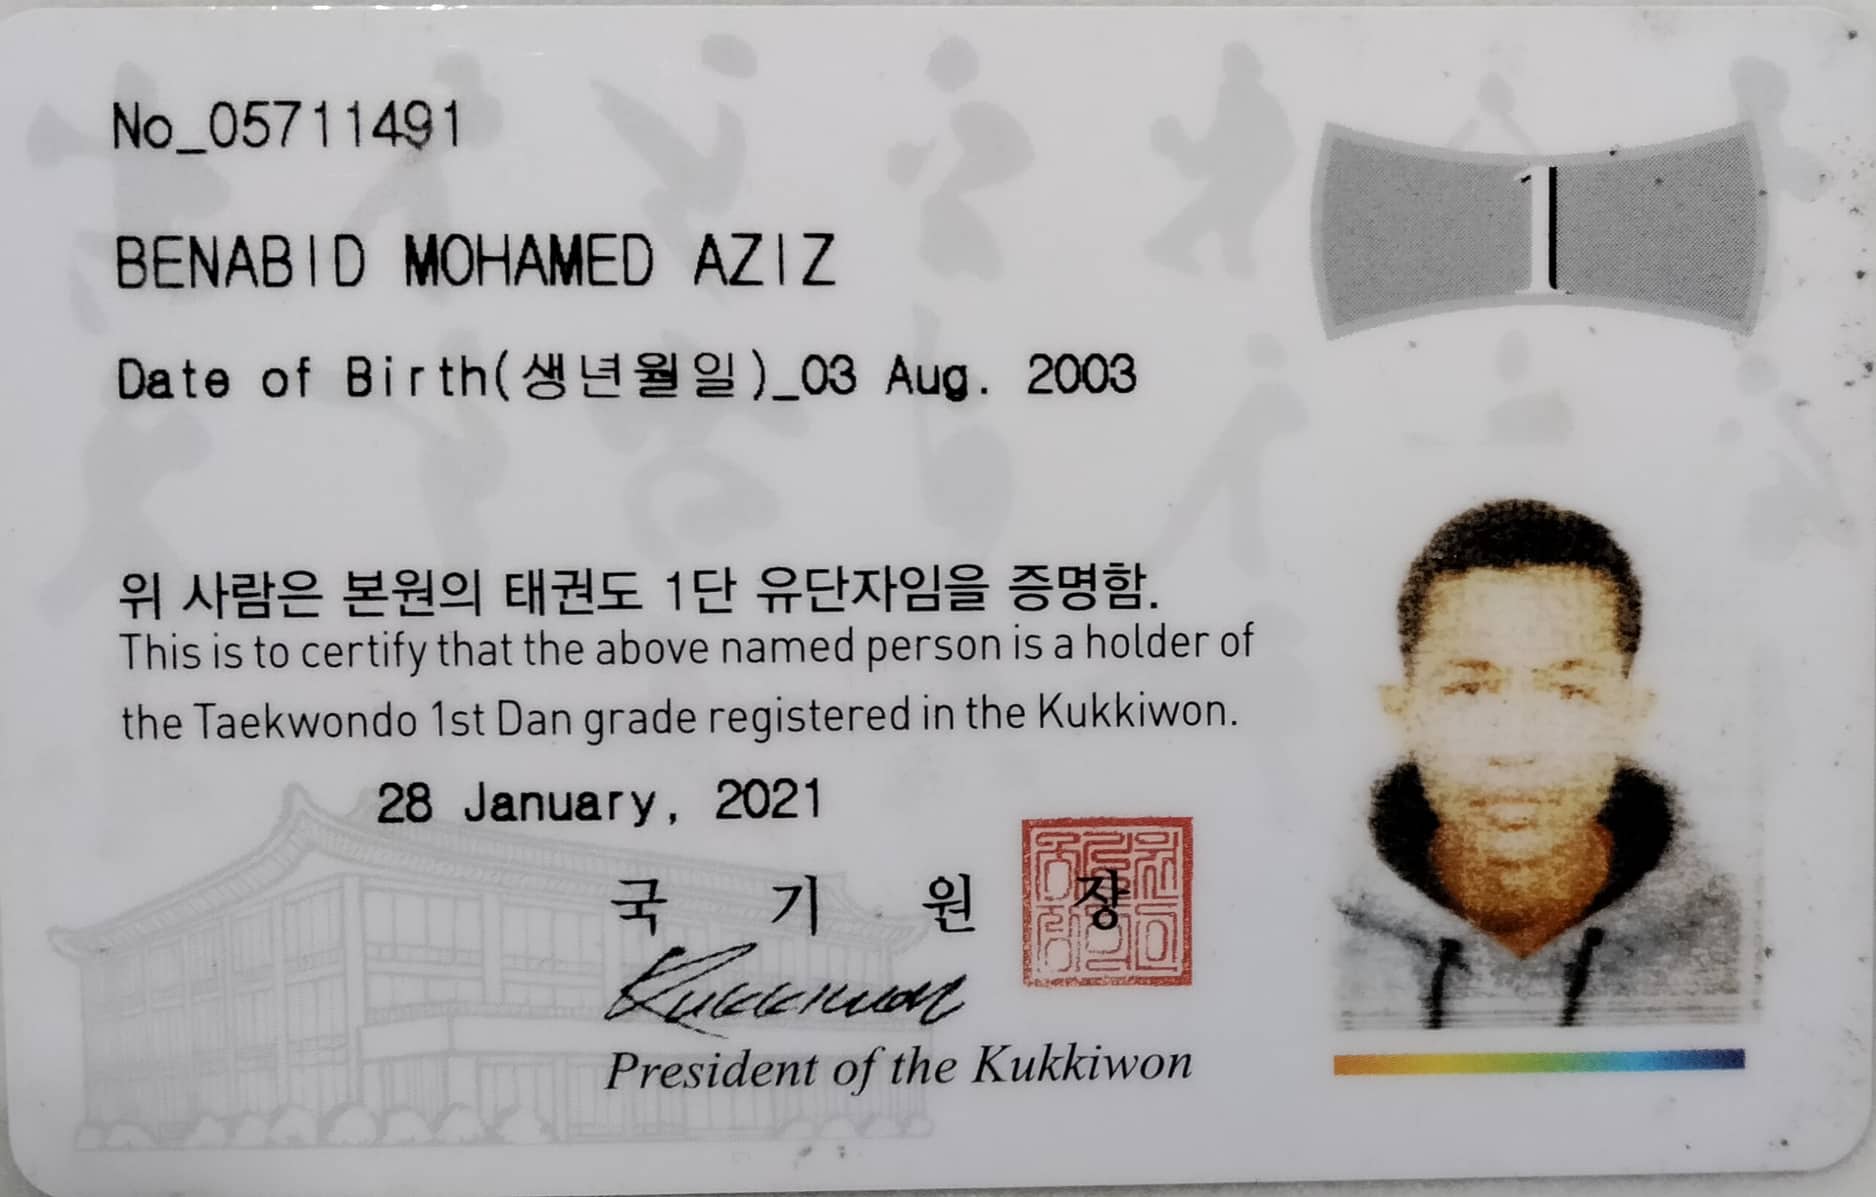 No_05711491
1
BENABID MOHAMED AZIZ
Date of Birth(생년월일)_03 Aug. 2003
위 사람은 본원의 태권도 1단 유단자임을 증명함.
This is to certify that the above named person is a holder of
the Taekwondo 1st Dan grade registered in the Kukkiwon.
28 January, 2021
국 기 원 장
Kukkiwon
President of the Kukkiwon